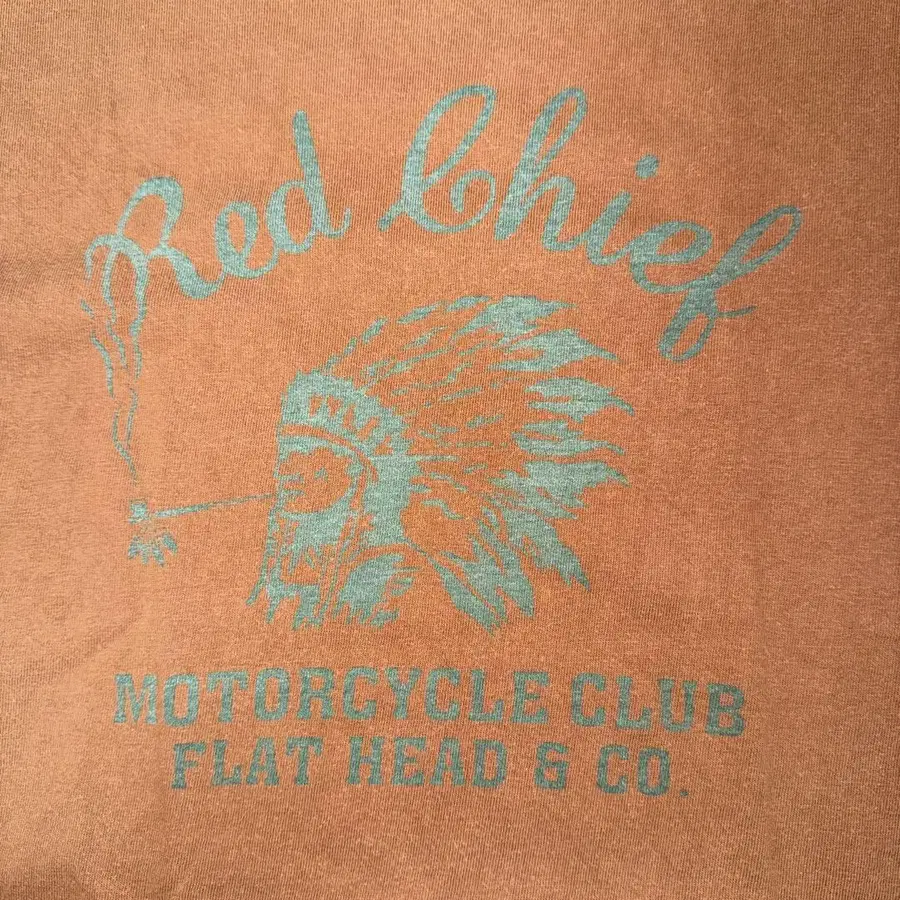 Red Chief
MOTORCYCLE CLUB
FLAT HEAD & CO.